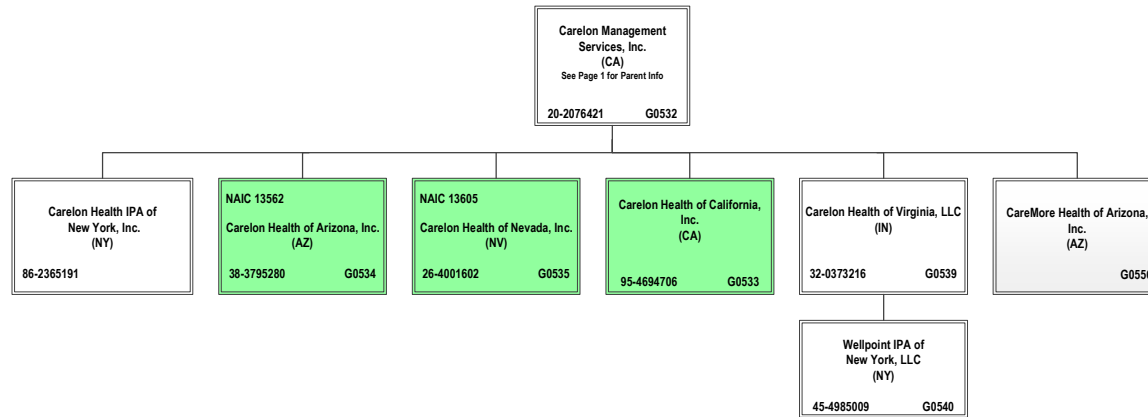 Carelon Management
Services, Inc.
(CA)
See Page 1 for Parent Info
20-2076421 G0532
Carelon Health IPA of
New York, Inc.
(NY)
86-2365191
NAIC 13562
Carelon Health of Arizona, Inc.
(AZ)
38-3795280 G0534
NAIC 13605
Carelon Health of Nevada, Inc.
(NV)
26-4001602 G0535
Carelon Health of California,
Inc.
(CA)
95-4694706 G0533
Carelon Health of Virginia, LLC
(IN)
32-0373216 G0539
CareMore Health of Arizona,
Inc.
(AZ)
Wellpoint IPA of
New York, LLC
(NY)
45-4985009 G0540